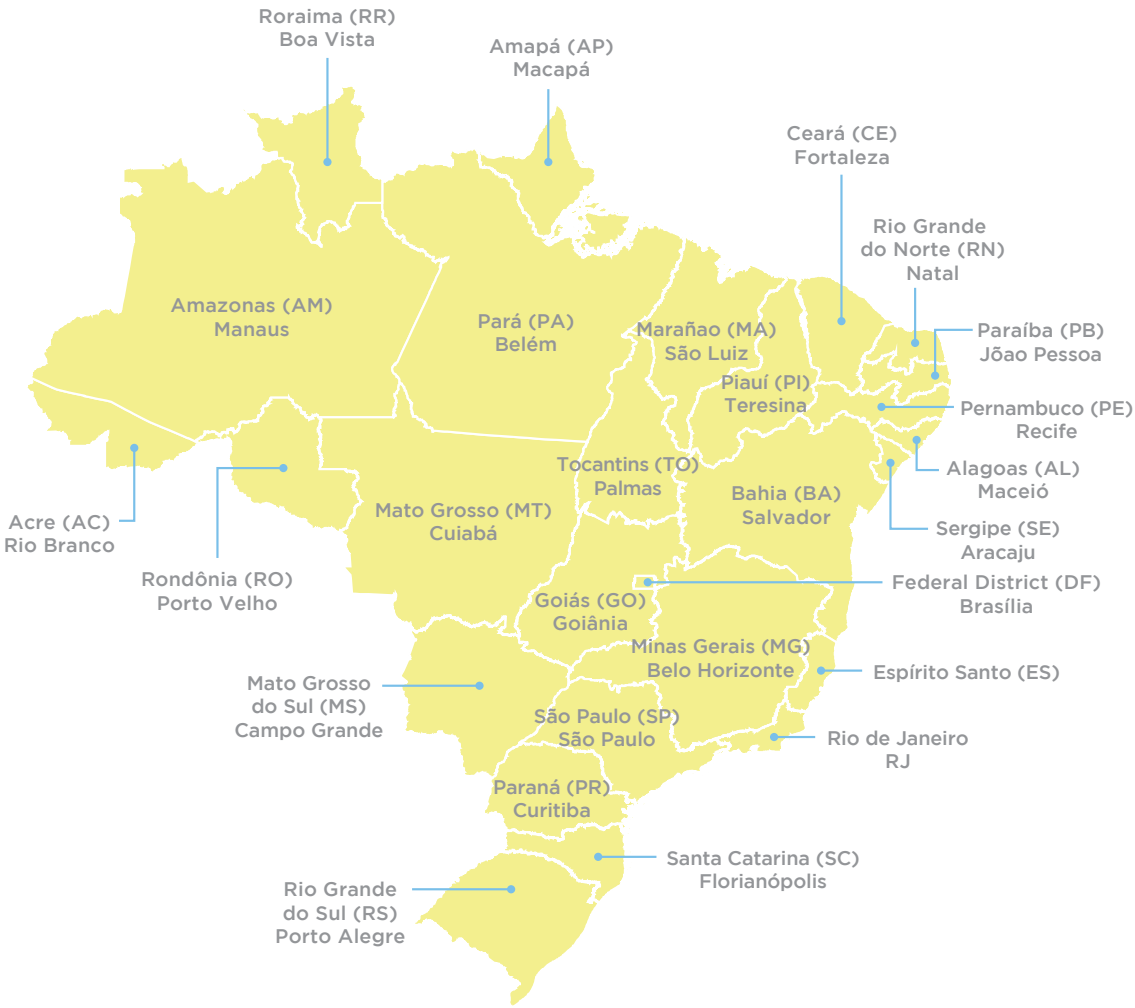 Roraima (RR)
Boa Vista
Amapá (AP)
Macapá
Ceará (CE)
Fortaleza
Rio Grande
do Norte (RN)
Natal
Amazonas (AM)
Manaus
Pará (PA)
Belém
Marañao (MA)
São Luiz
Paraíba (PB)
Jõao Pessoa
Piauí (PI)
Teresina
Pernambuco (PE)
Recife
Tocantins (TO)
Palmas
Bahia (BA)
Salvador
Alagoas (AL)
Maceió
Mato Grosso (MT)
Cuiabá
Acre (AC)
Rio Branco
Sergipe (SE)
Aracaju
Rondônia (RO)
Porto Velho
Federal District (DF)
Brasília
Goiás (GO)
Goiânia
Minas Gerais (MG)
Belo Horizonte
Espírito Santo (ES)
Mato Grosso
do Sul (MS)
Campo Grande
São Paulo (SP)
São Paulo
Rio de Janeiro
RJ
Paraná (PR)
Curitiba
Santa Catarina (SC)
Florianópolis
Rio Grande
do Sul (RS)
Porto Alegre